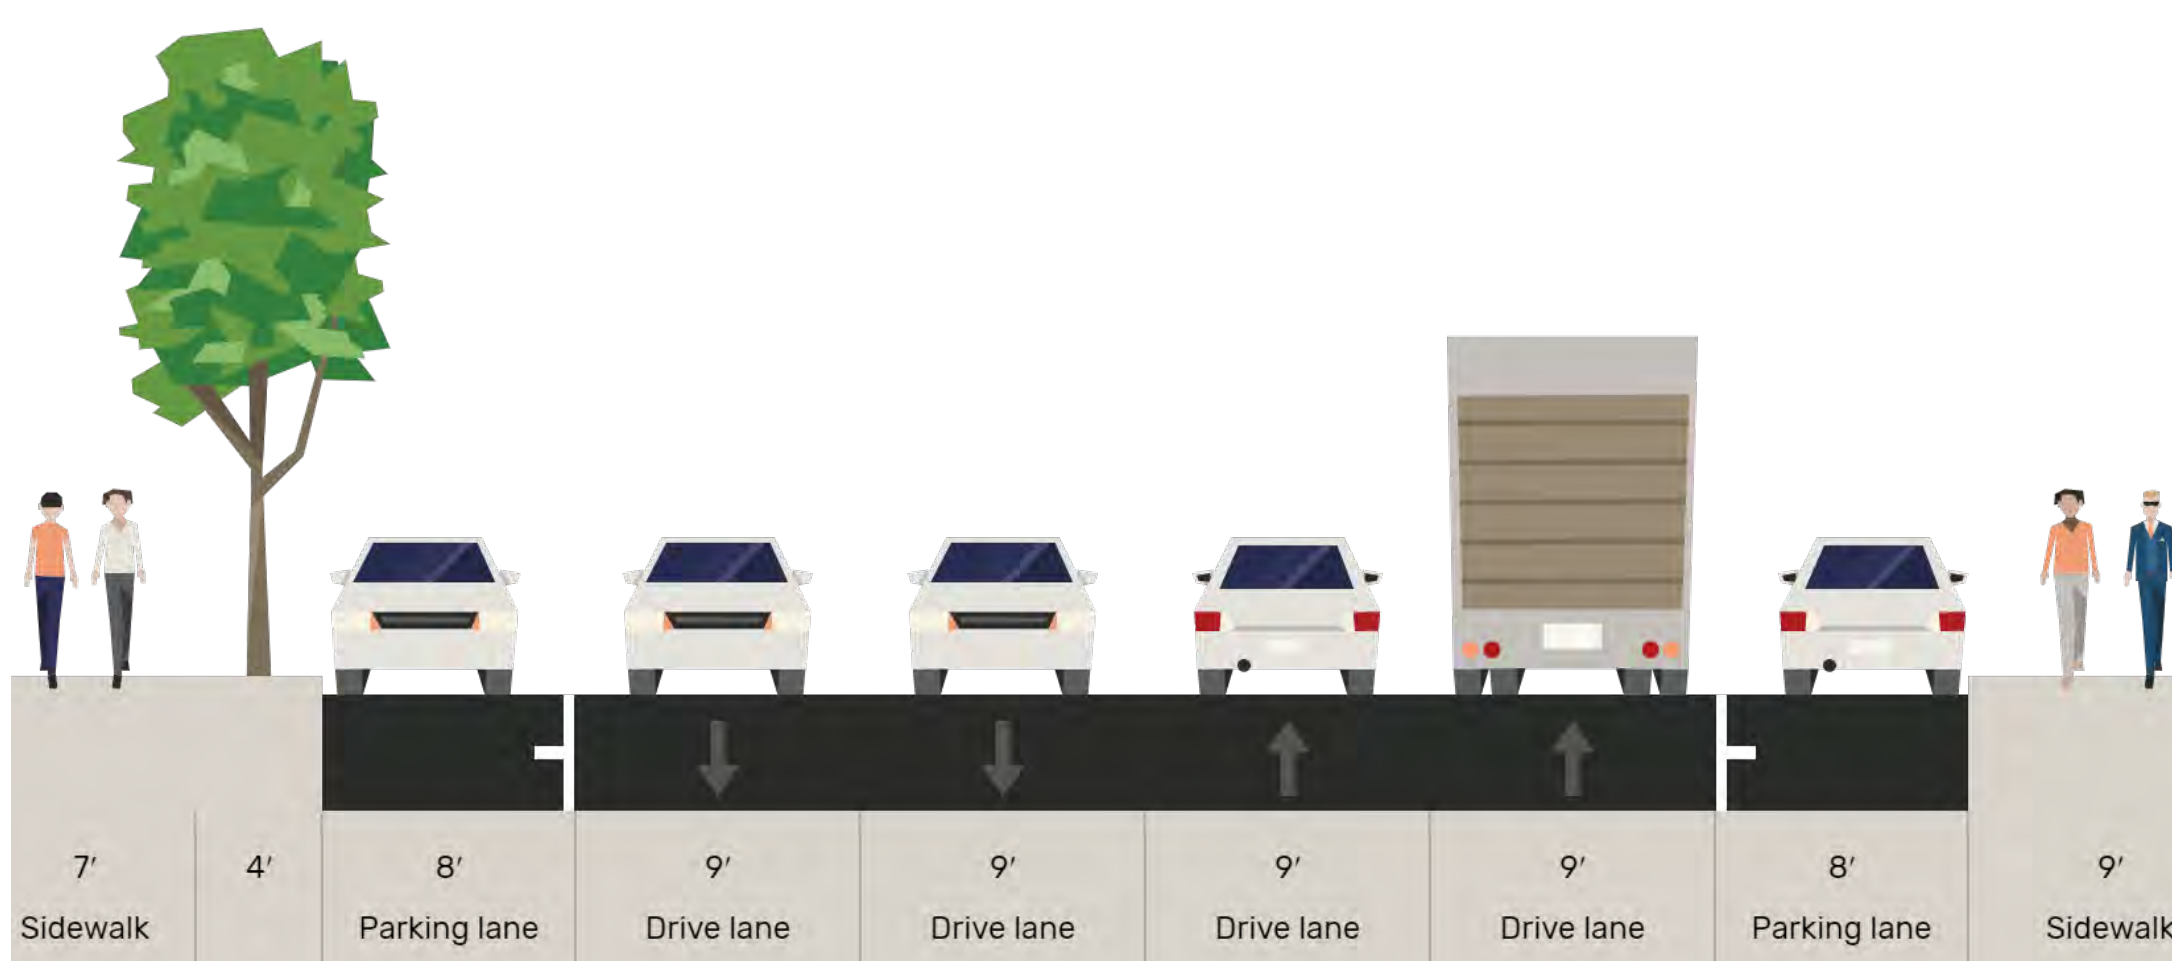 7′ 4′ 8′ 9′ 9′ 9′ 9′ 8′ 9′
Sidewalk Parking lane Drive lane Drive lane Drive lane Drive lane Parking lane Sidewalk